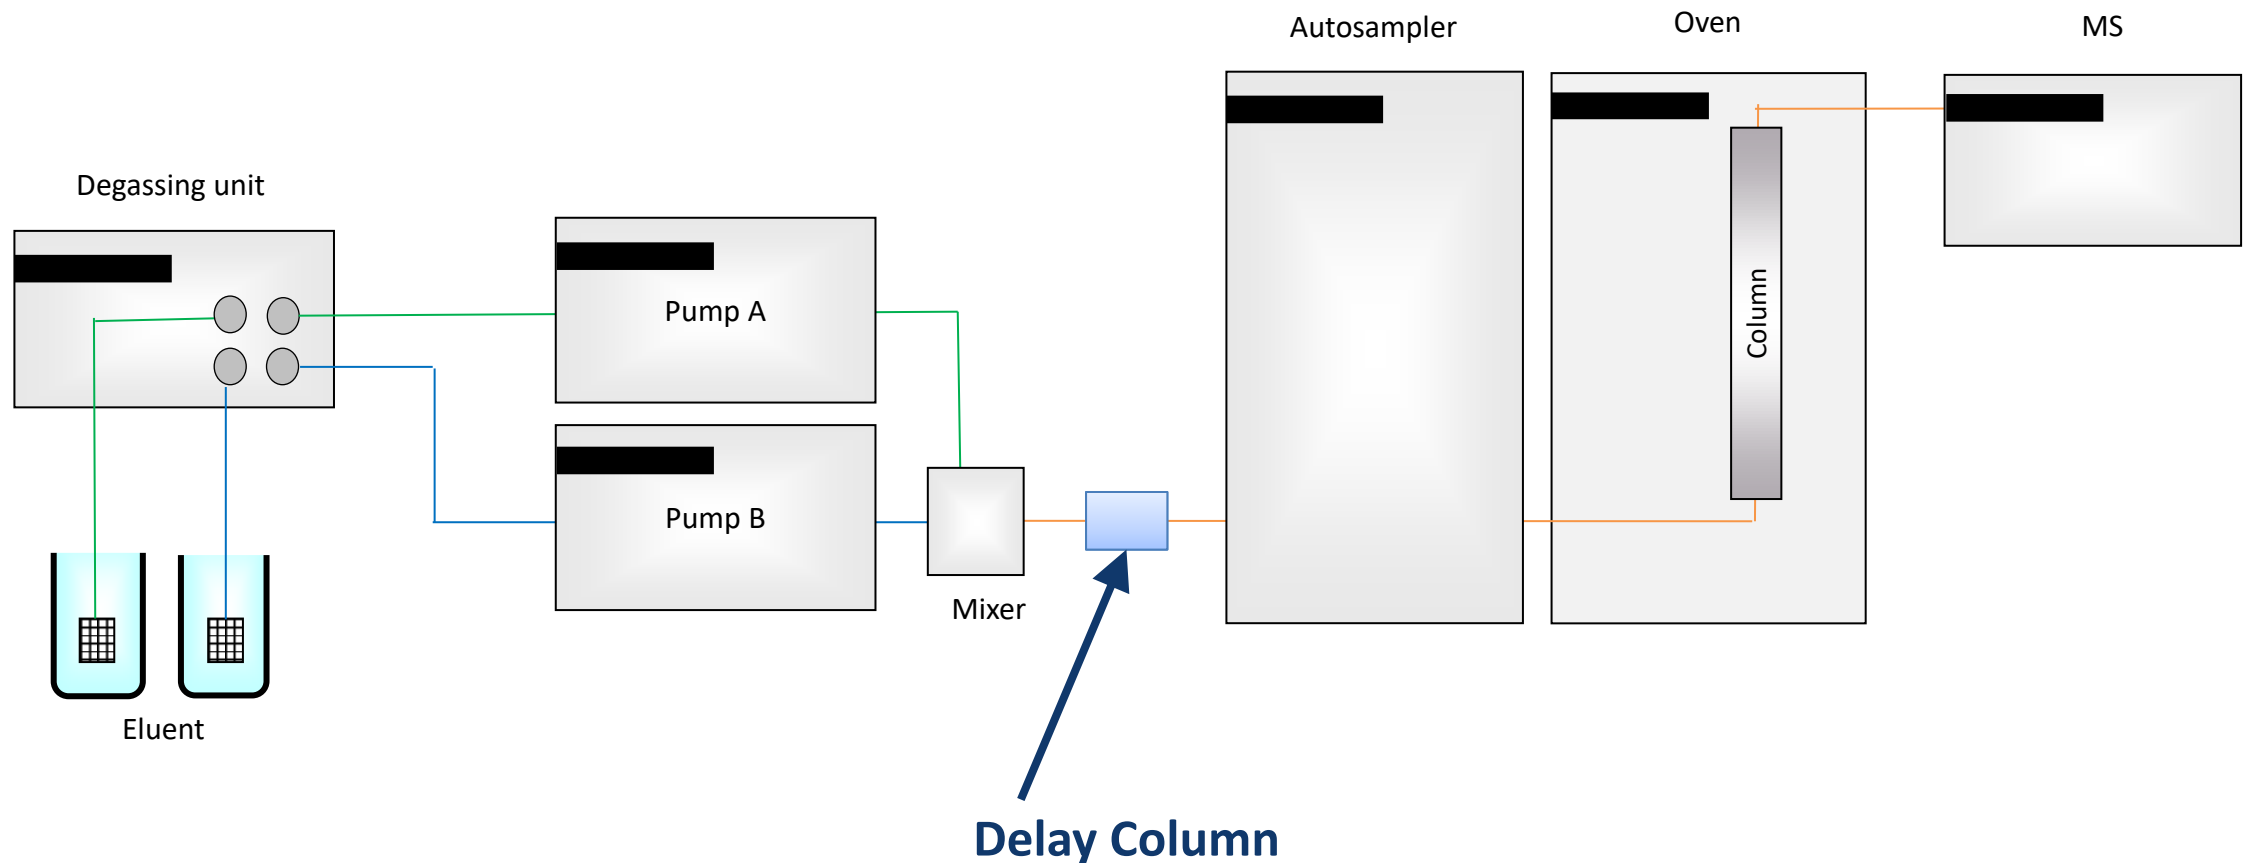 Autosampler
Oven
MS
Degassing unit
Pump A
Column
Pump B
Mixer
Eluent
Delay Column